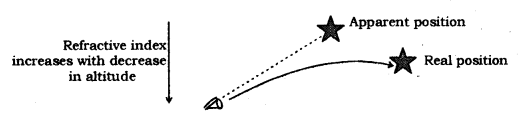 Apparent position
Refractive index
increases with decrease
in altitude
Real position